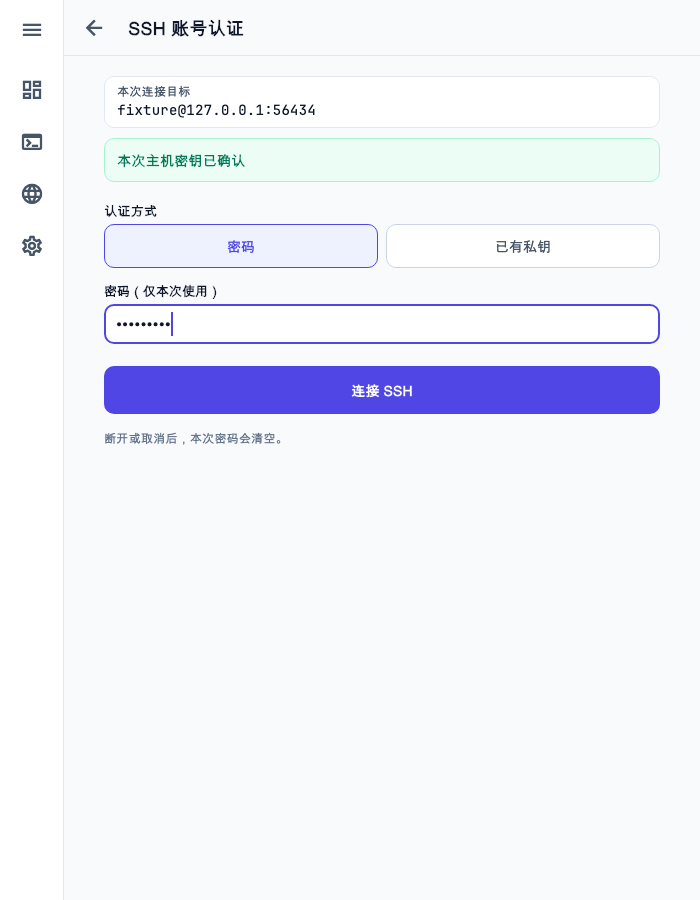 SSH 账号认证
本次连接目标
fixture@127.0.0.1:56434
本次主机密钥已确认
认证方式
密码
已有私钥
密码（仅本次使用）
•••••••••
连接 SSH
断开或取消后，本次密码会清空。